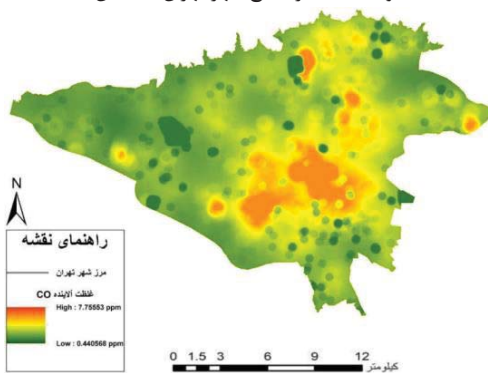 N
راهنمای نقشه
مرز شهر تهران
غلظت آلاینده CO
High : 7.75553 ppm
Low : 0.440568 ppm
0 1.5 3 6 9 12
کیلومتر